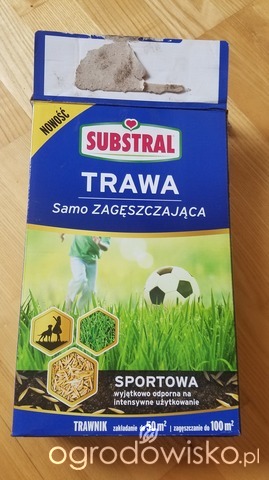 NOWOŚĆ
SUBSTRAL
TRAWA
Samo ZAGĘSZCZAJĄCA
SPORTOWA
wyjątkowo odporna na
intensywne użytkowanie
TRAWNIK zakładanie do 50 m² | zagęszczanie do 100 m²
ogrodowisko.pl